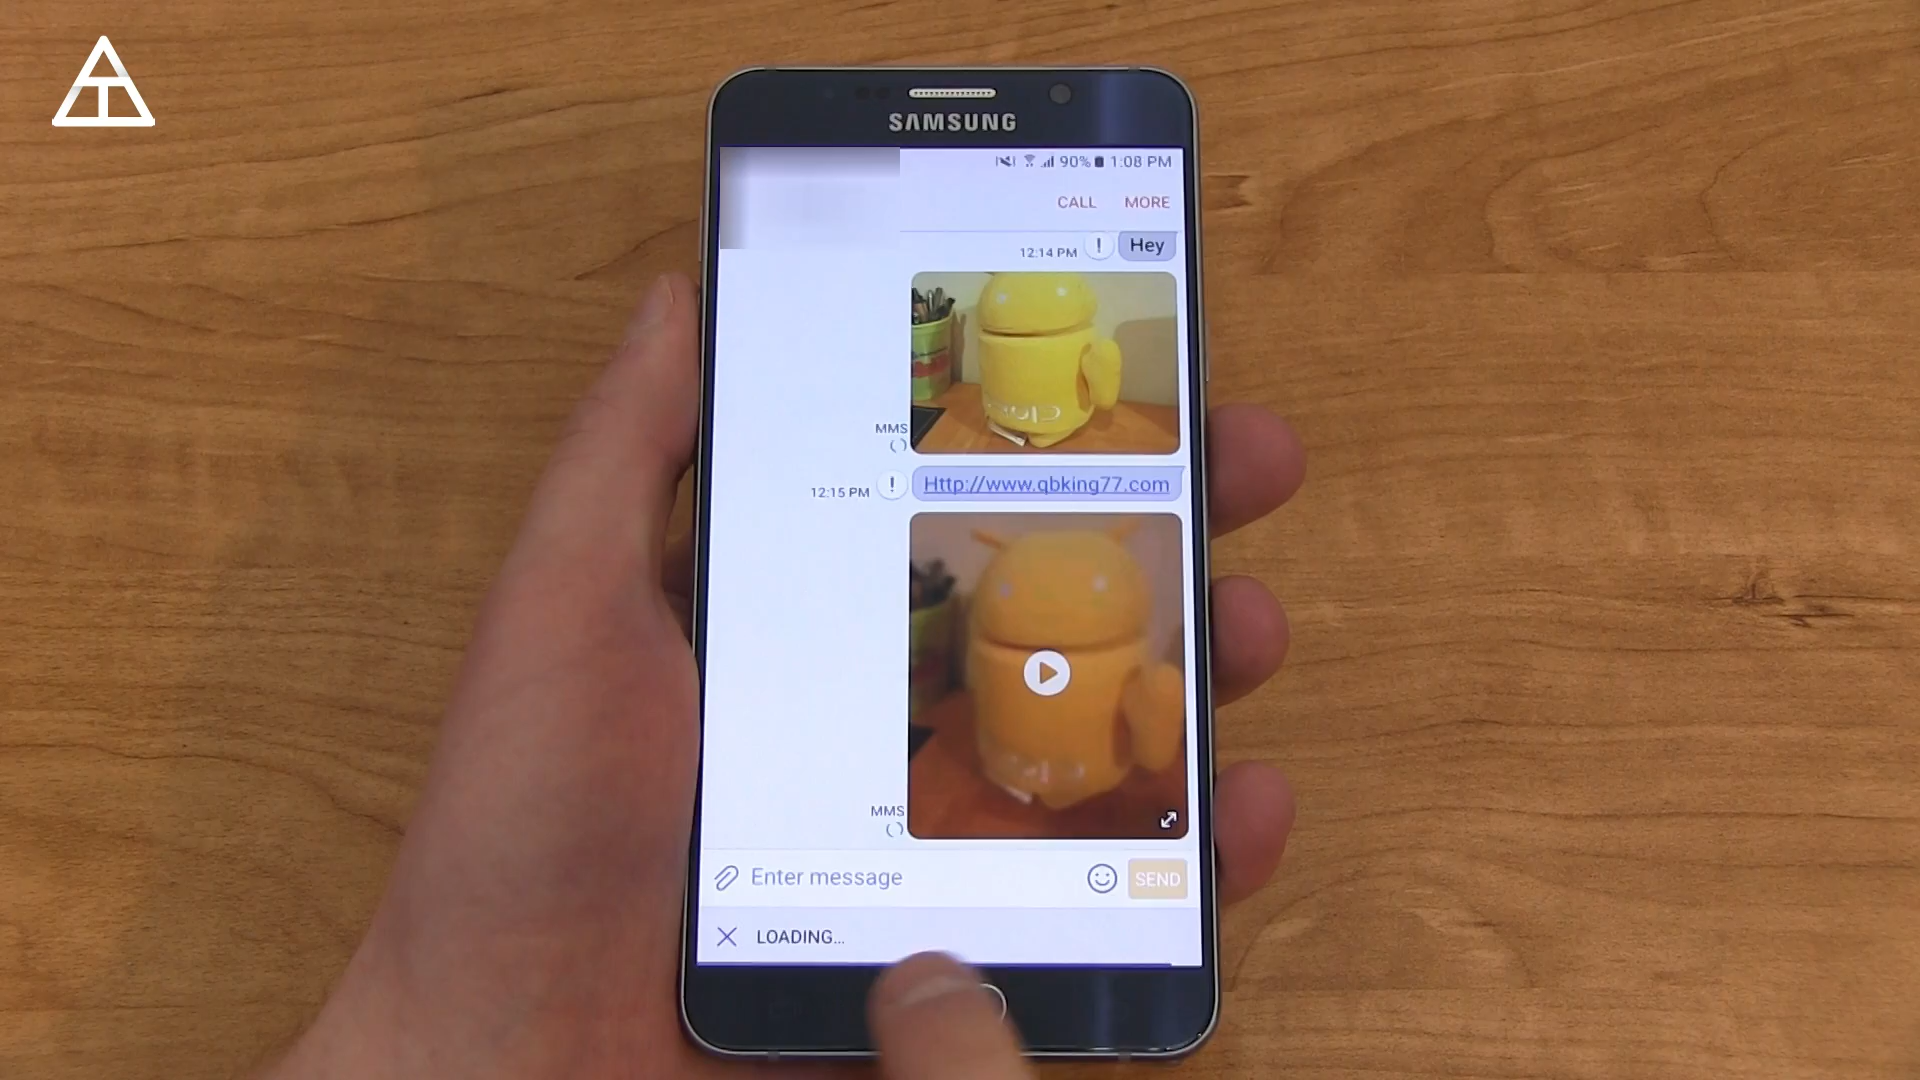 SAMSUNG
90% 1:08 PM
CALL MORE
12:14 PM ! Hey
MMS
12:15 PM ! Http://www.qbking77.com
MMS
Enter message SEND
LOADING...